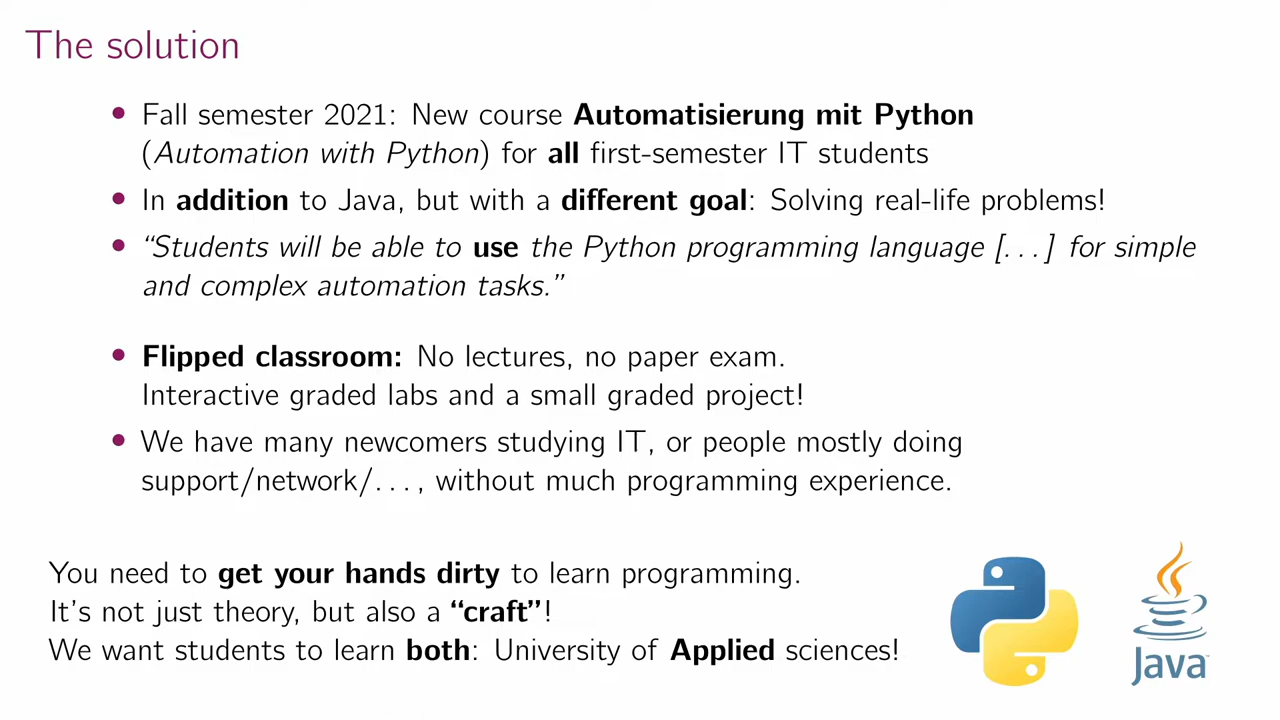 The solution
• Fall semester 2021: New course Automatisierung mit Python
(Automation with Python) for all first-semester IT students
• In addition to Java, but with a different goal: Solving real-life problems!
• “Students will be able to use the Python programming language [. . . ] for simple
and complex automation tasks.”
• Flipped classroom: No lectures, no paper exam.
Interactive graded labs and a small graded project!
• We have many newcomers studying IT, or people mostly doing
support/network/. . . , without much programming experience.
You need to get your hands dirty to learn programming.
It’s not just theory, but also a “craft”!
We want students to learn both: University of Applied sciences!
Java™